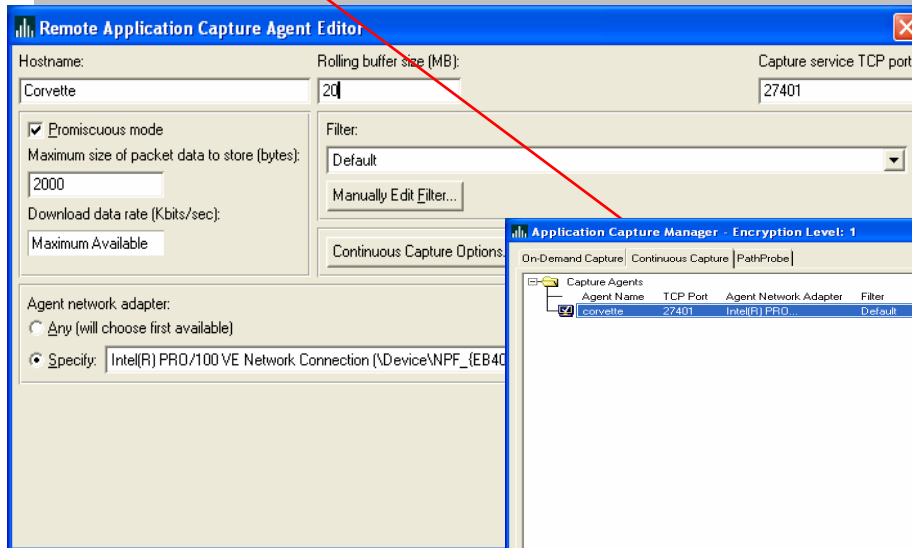 Remote Application Capture Agent Editor
Hostname: Rolling buffer size (MB): Capture service TCP port
Corvette 20 27401
Promiscuous mode Filter:
Maximum size of packet data to store (bytes): Default
2000 Manually Edit Filter...
Download data rate (Kbits/sec):
Maximum Available Continuous Capture Options.
Agent network adapter:
Any (will choose first available)
Specify: Intel(R) PRO/100 VE Network Connection (\Device\NPF_{EB40
Application Capture Manager - Encryption Level: 1
On-Demand Capture Continuous Capture PathProbe
Capture Agents
Agent Name TCP Port Agent Network Adapter Filter
corvette 27401 Intel(R) PRO... Default